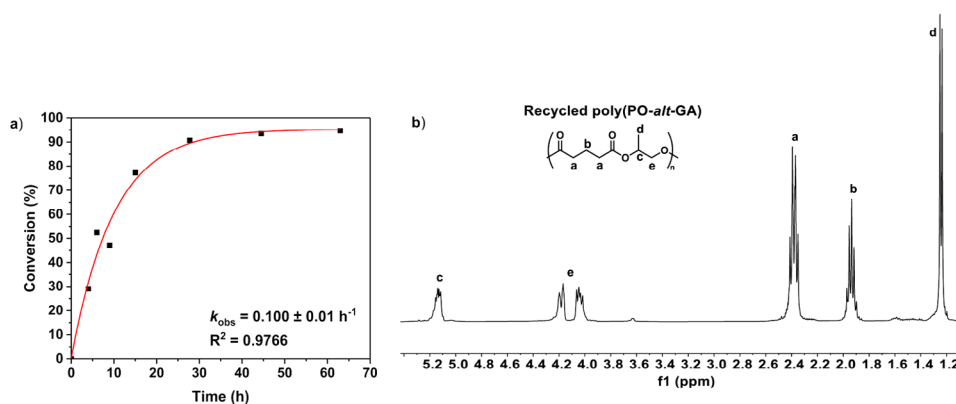 a)
Conversion (%)
100
90
80
70
60
50
40
30
20
10
0
k_obs = 0.100 ± 0.01 h⁻¹
R² = 0.9766
0 10 20 30 40 50 60 70
Time (h)
b)
Recycled poly(PO-alt-GA)
O b O d
O c O n
a a e
c
e
a
b
d
5.2 5.0 4.8 4.6 4.4 4.2 4.0 3.8 3.6 3.4 3.2 3.0 2.8 2.6 2.4 2.2 2.0 1.8 1.6 1.4 1.2
f1 (ppm)